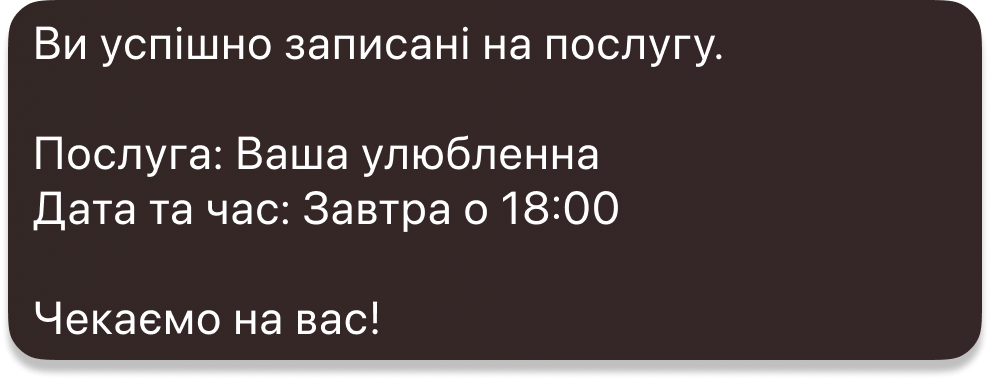 Ви успішно записані на послугу.
Послуга: Ваша улюбленна
Дата та час: Завтра о 18:00
Чекаємо на вас!